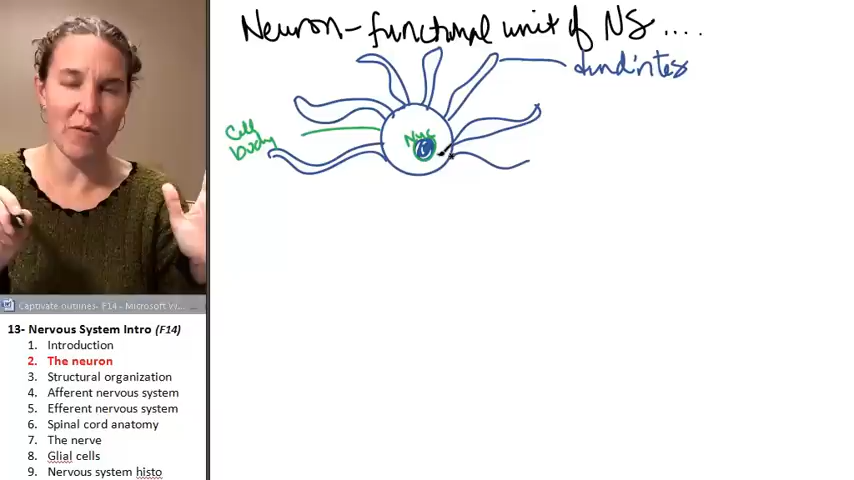 Neuron - functional unit of NS ....
dendrites
Cell
body
Nuc
Captivate outlines- F14 - Microsoft W...
13- Nervous System Intro (F14)
1. Introduction
2. The neuron
3. Structural organization
4. Afferent nervous system
5. Efferent nervous system
6. Spinal cord anatomy
7. The nerve
8. Glial cells
9. Nervous system histo